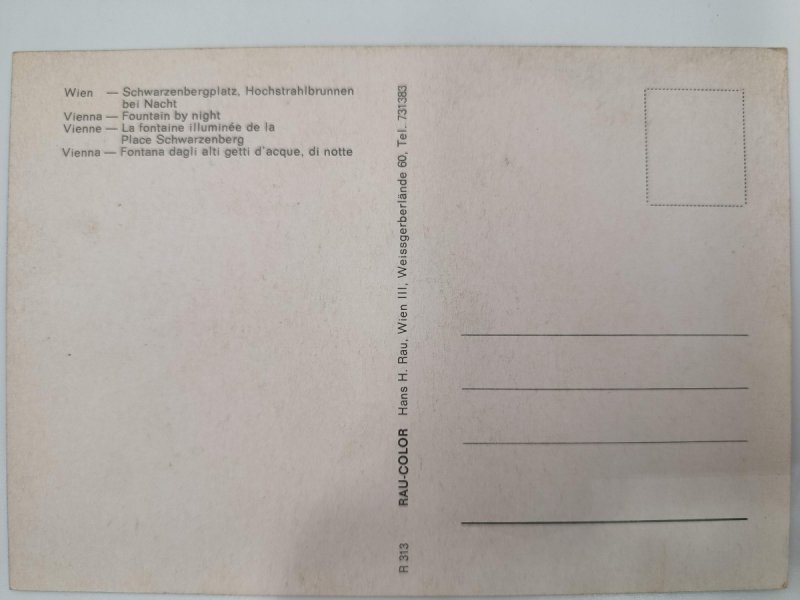 Wien — Schwarzenbergplatz, Hochstrahlbrunnen
bei Nacht
Vienna — Fountain by night
Vienne — La fontaine illuminée de la
Place Schwarzenberg
Vienna — Fontana dagli alti getti d'acque, di notte
R 313 RAU-COLOR Hans H. Rau, Wien III, Weissgerberlände 60, Tel. 731383